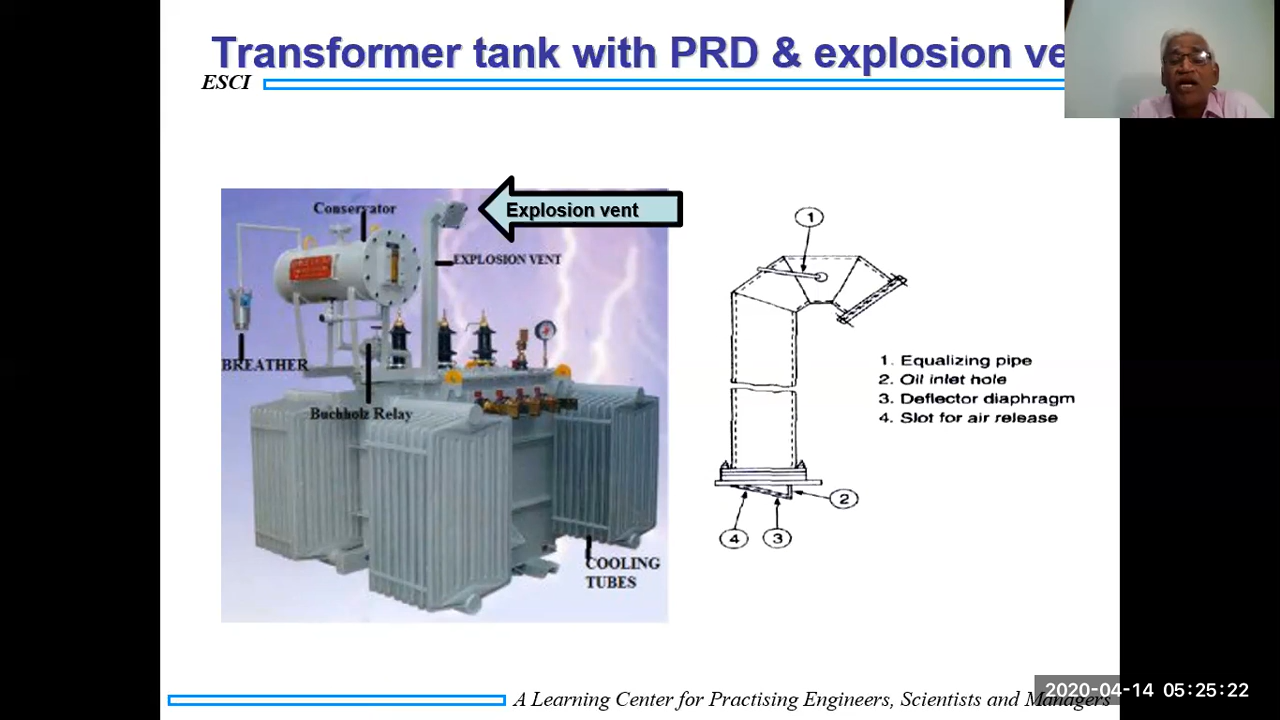 Transformer tank with PRD & explosion ve
ESCI
Conservator
Explosion vent
EXPLOSION VENT
BREATHER
Buchholz Relay
COOLING
TUBES
1
2
4
3
1. Equalizing pipe
2. Oil inlet hole
3. Deflector diaphragm
4. Slot for air release
A Learning Center for Practising Engineers, Scientists and Managers
2020-04-14 05:25:22